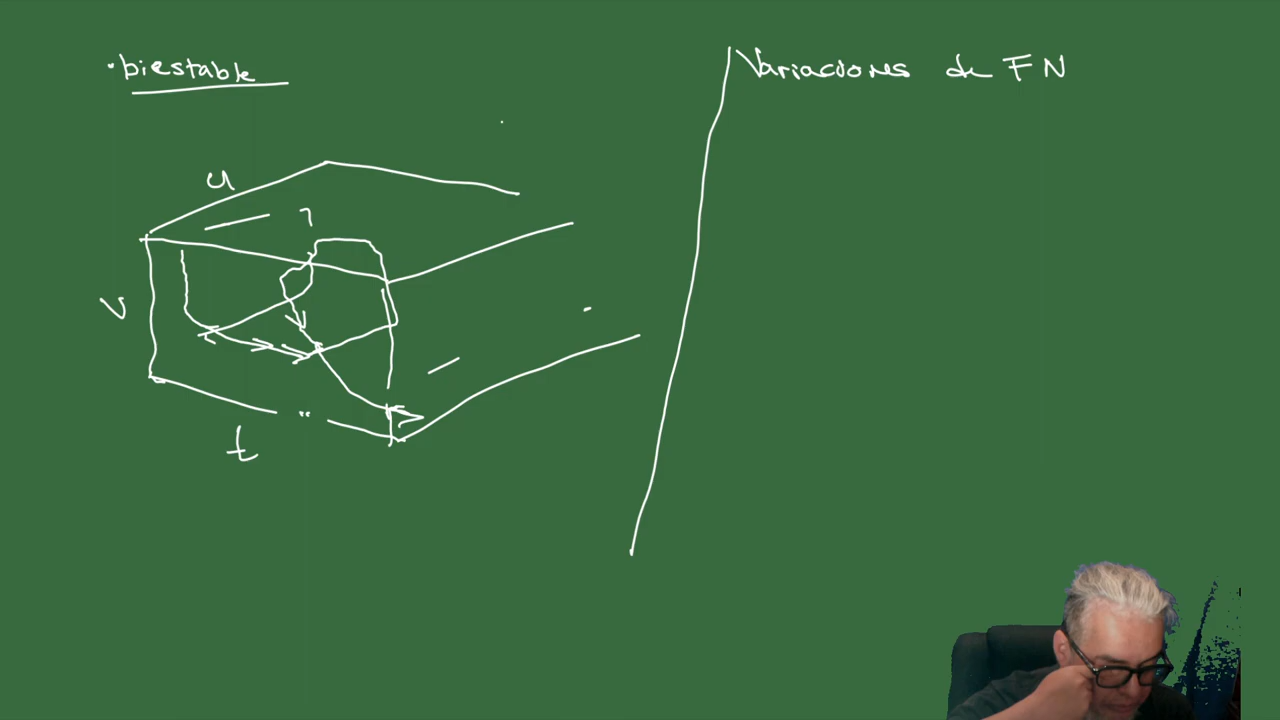 · biestable
Variaciones de FN
u
v
t